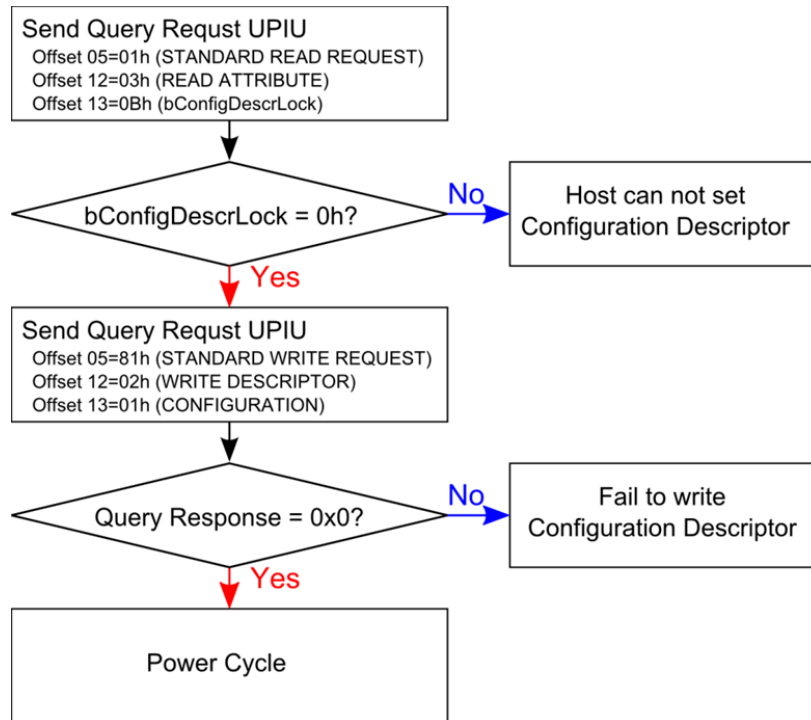 Send Query Requst UPIU
Offset 05=01h (STANDARD READ REQUEST)
Offset 12=03h (READ ATTRIBUTE)
Offset 13=0Bh (bConfigDescrLock)
bConfigDescrLock = 0h?
No
Host can not set
Configuration Descriptor
Yes
Send Query Requst UPIU
Offset 05=81h (STANDARD WRITE REQUEST)
Offset 12=02h (WRITE DESCRIPTOR)
Offset 13=01h (CONFIGURATION)
Query Response = 0x0?
No
Fail to write
Configuration Descriptor
Yes
Power Cycle